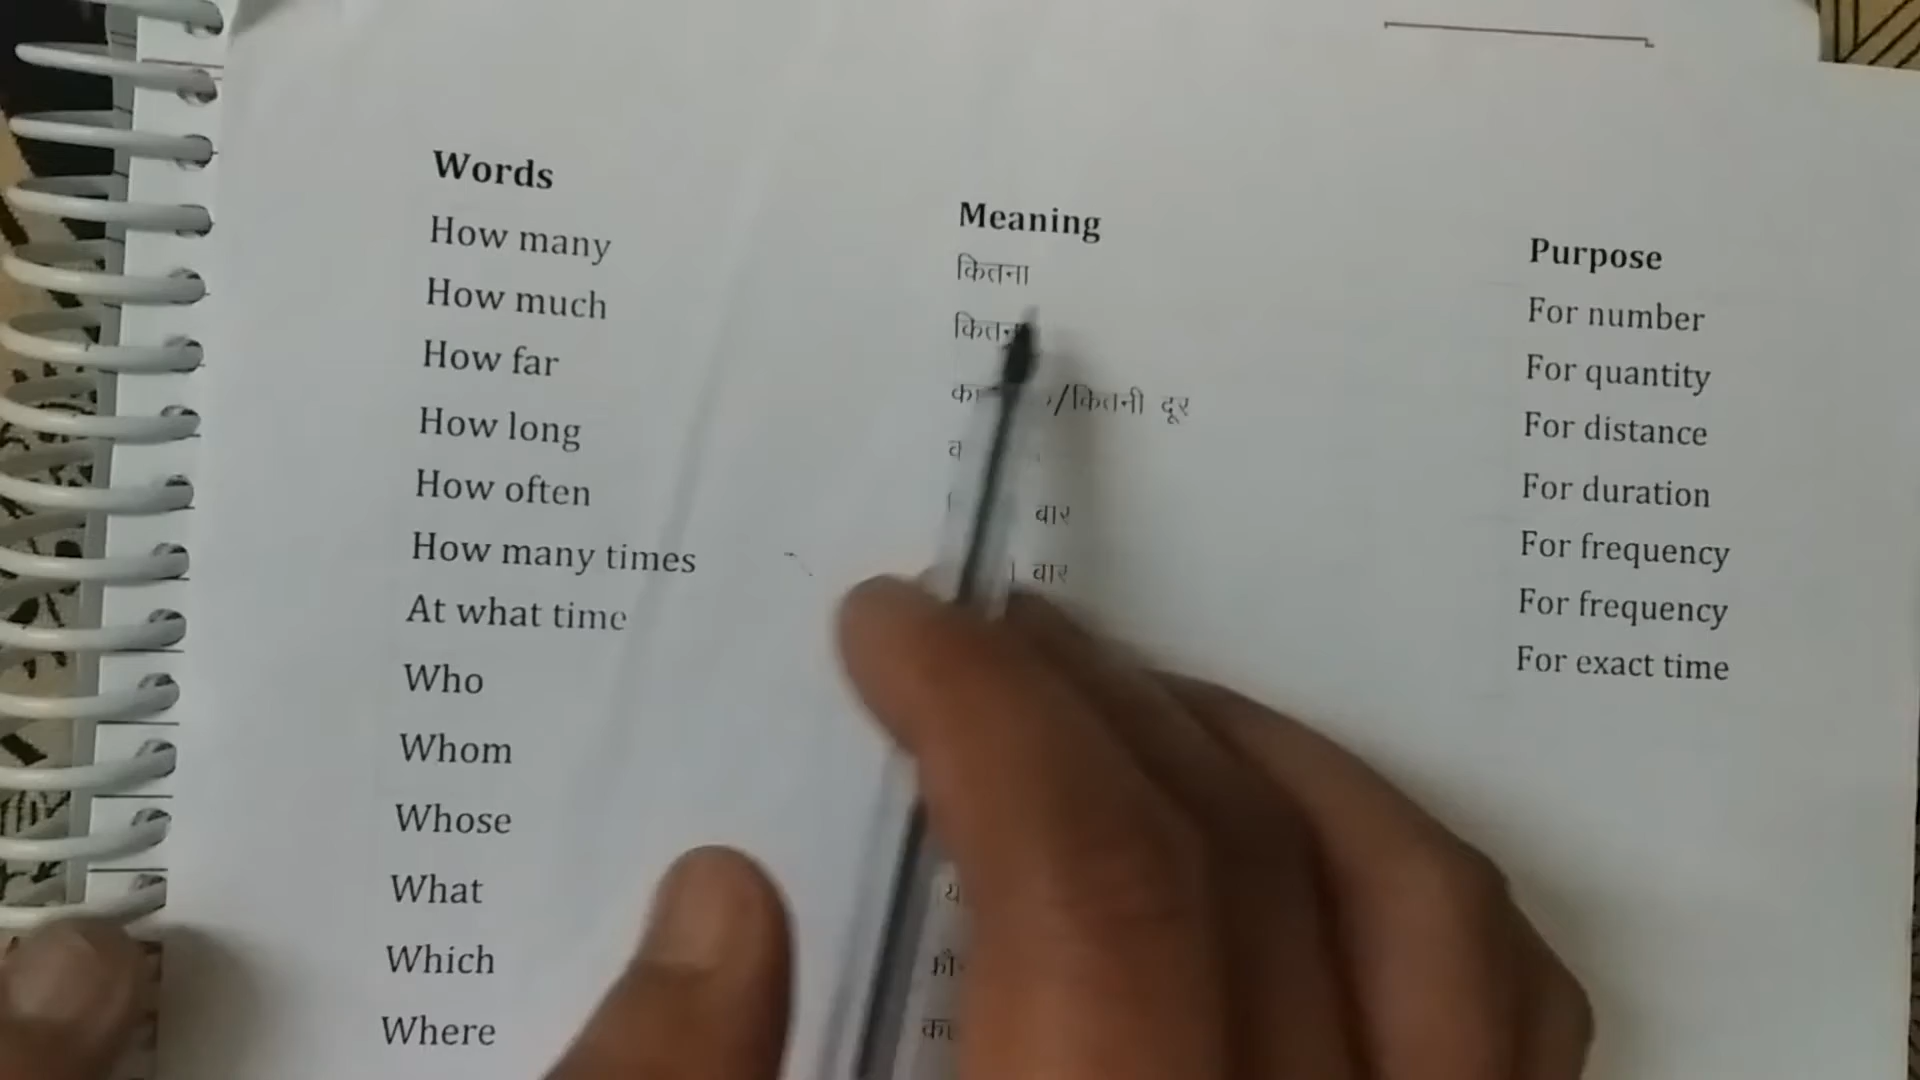 Words Meaning Purpose
How many कितना For number
How much For quantity
How far /कितनी दूर For distance
How long For duration
How often बार For frequency
How many times बार For frequency
At what time For exact time
Who
Whom
Whose
What
Which
Where